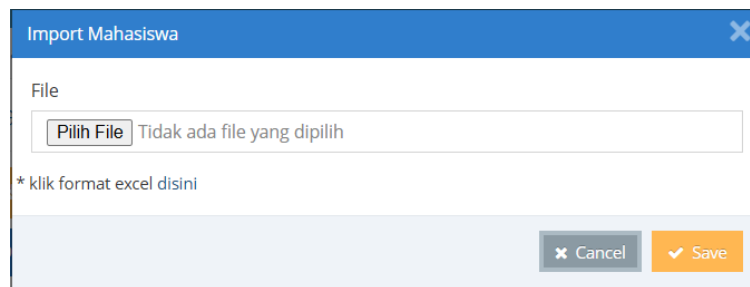 Import Mahasiswa
File
Pilih File Tidak ada file yang dipilih
* klik format excel disini
Cancel Save